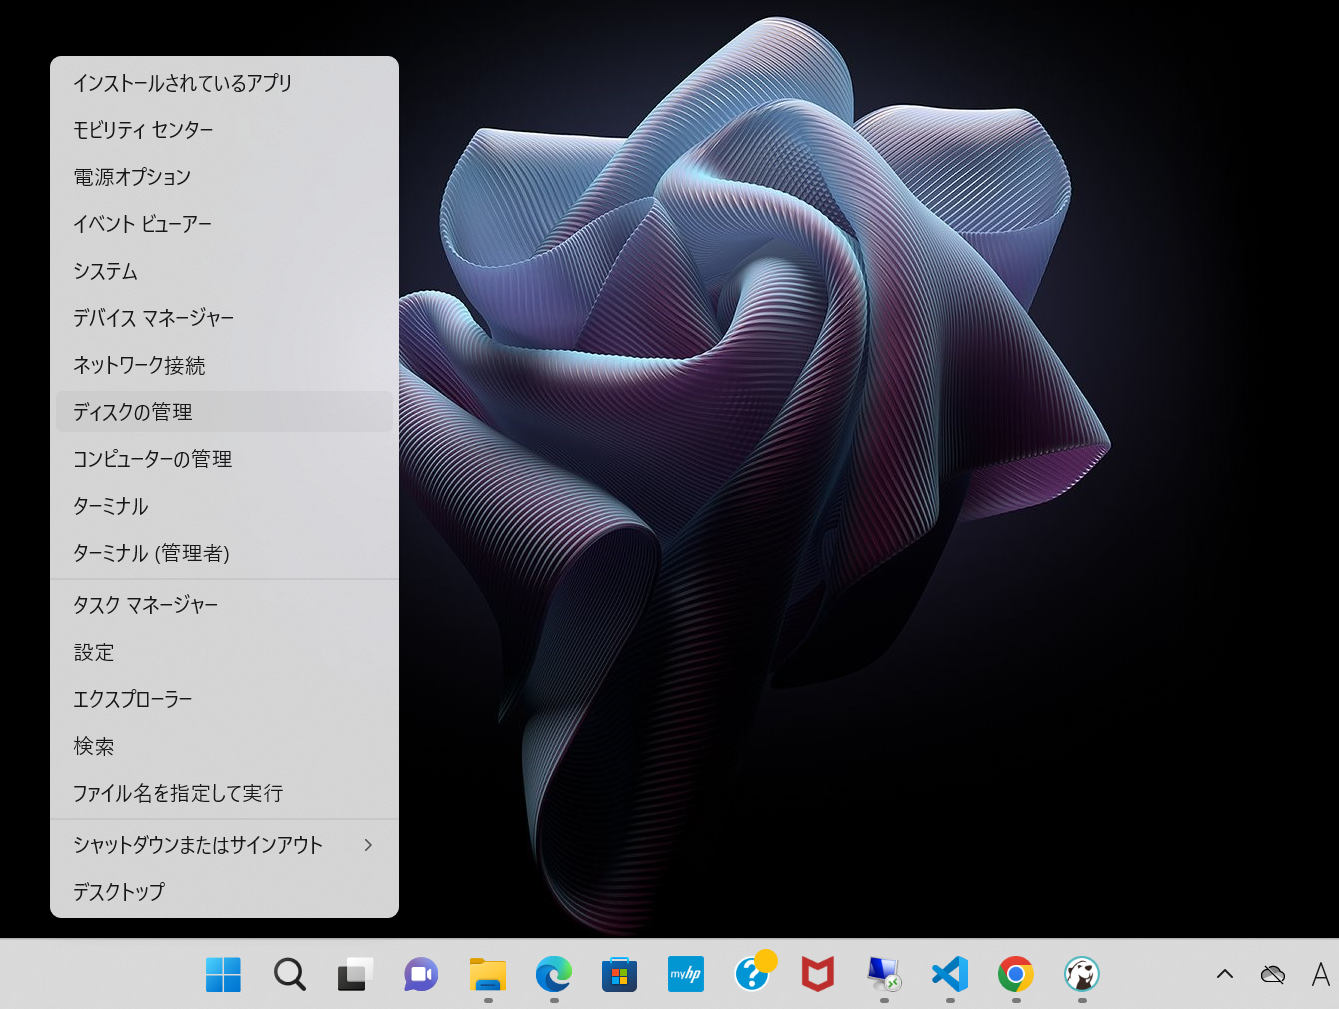 インストールされているアプリ
モビリティ センター
電源オプション
イベント ビューアー
システム
デバイス マネージャー
ネットワーク接続
ディスクの管理
コンピューターの管理
ターミナル
ターミナル (管理者)
タスク マネージャー
設定
エクスプローラー
検索
ファイル名を指定して実行
シャットダウンまたはサインアウト
デスクトップ
myhp
?
A